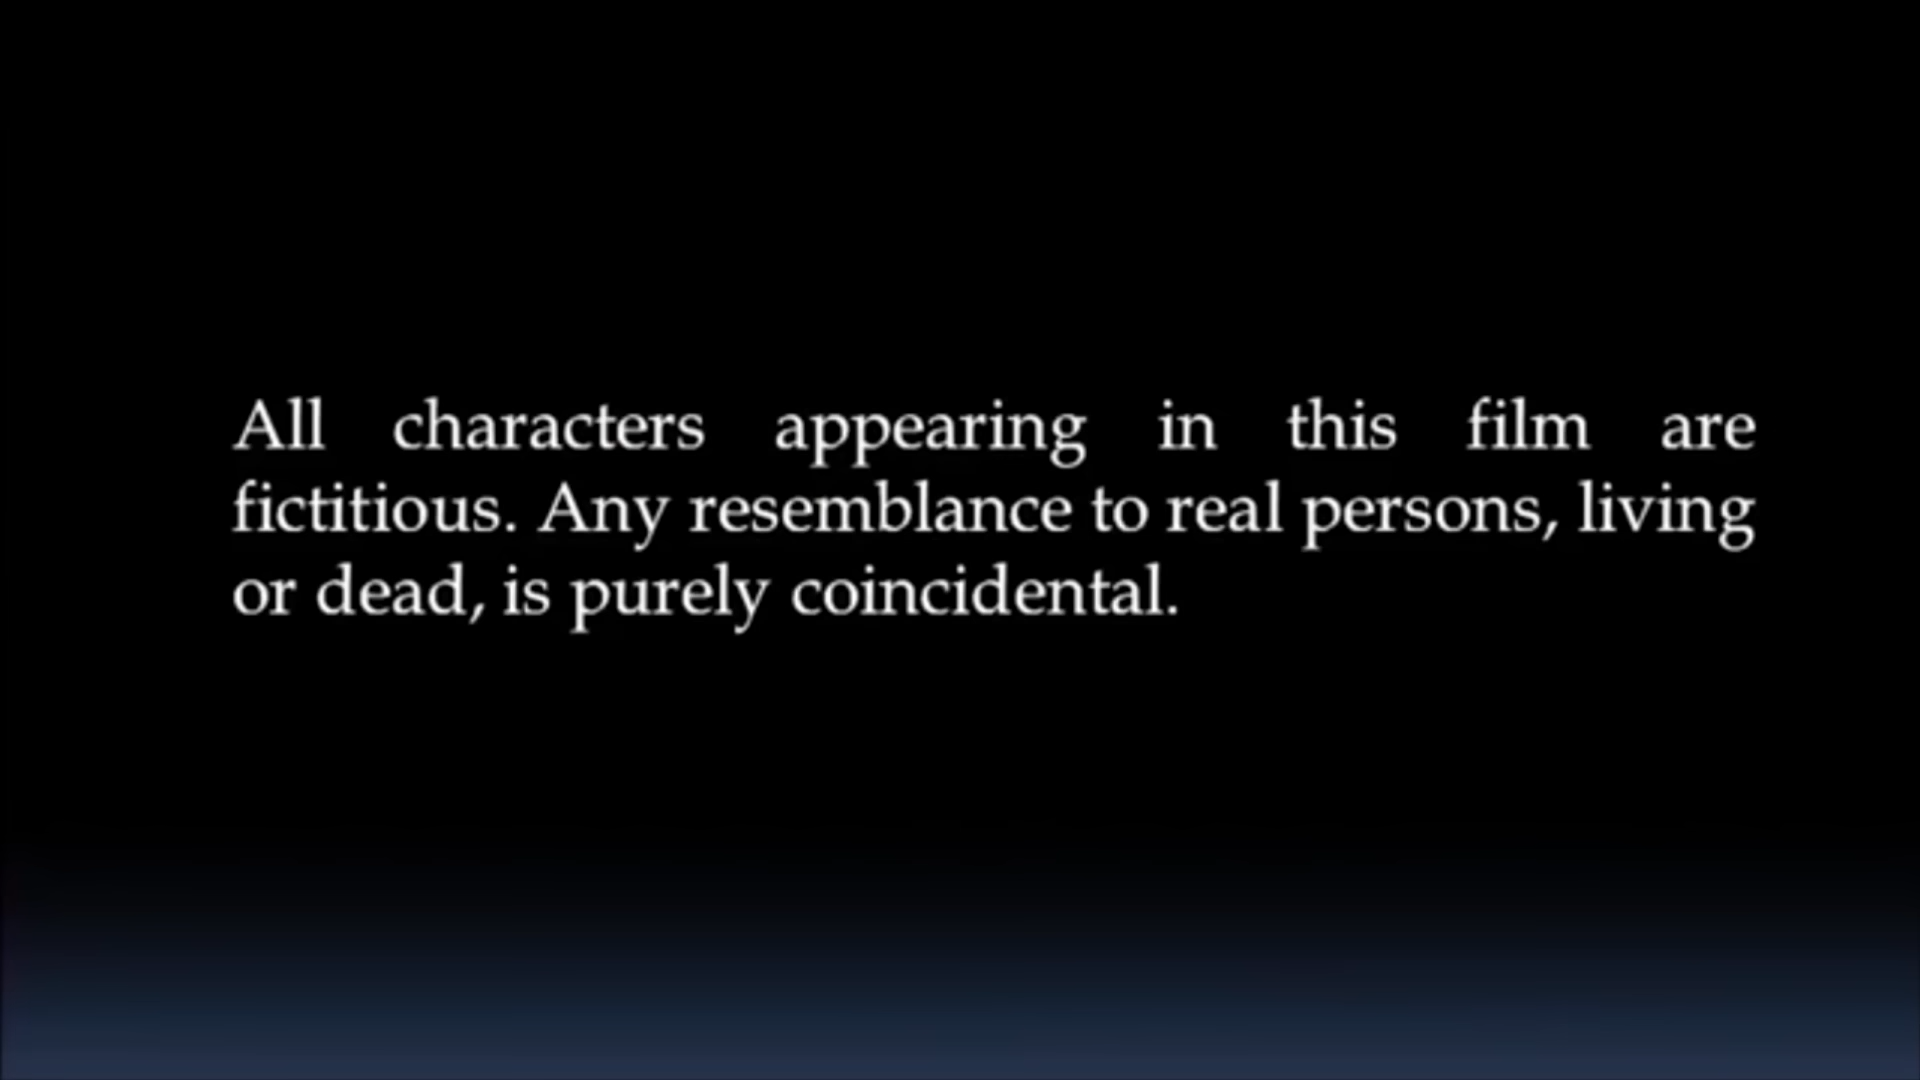 All characters appearing in this film are
fictitious. Any resemblance to real persons, living
or dead, is purely coincidental.